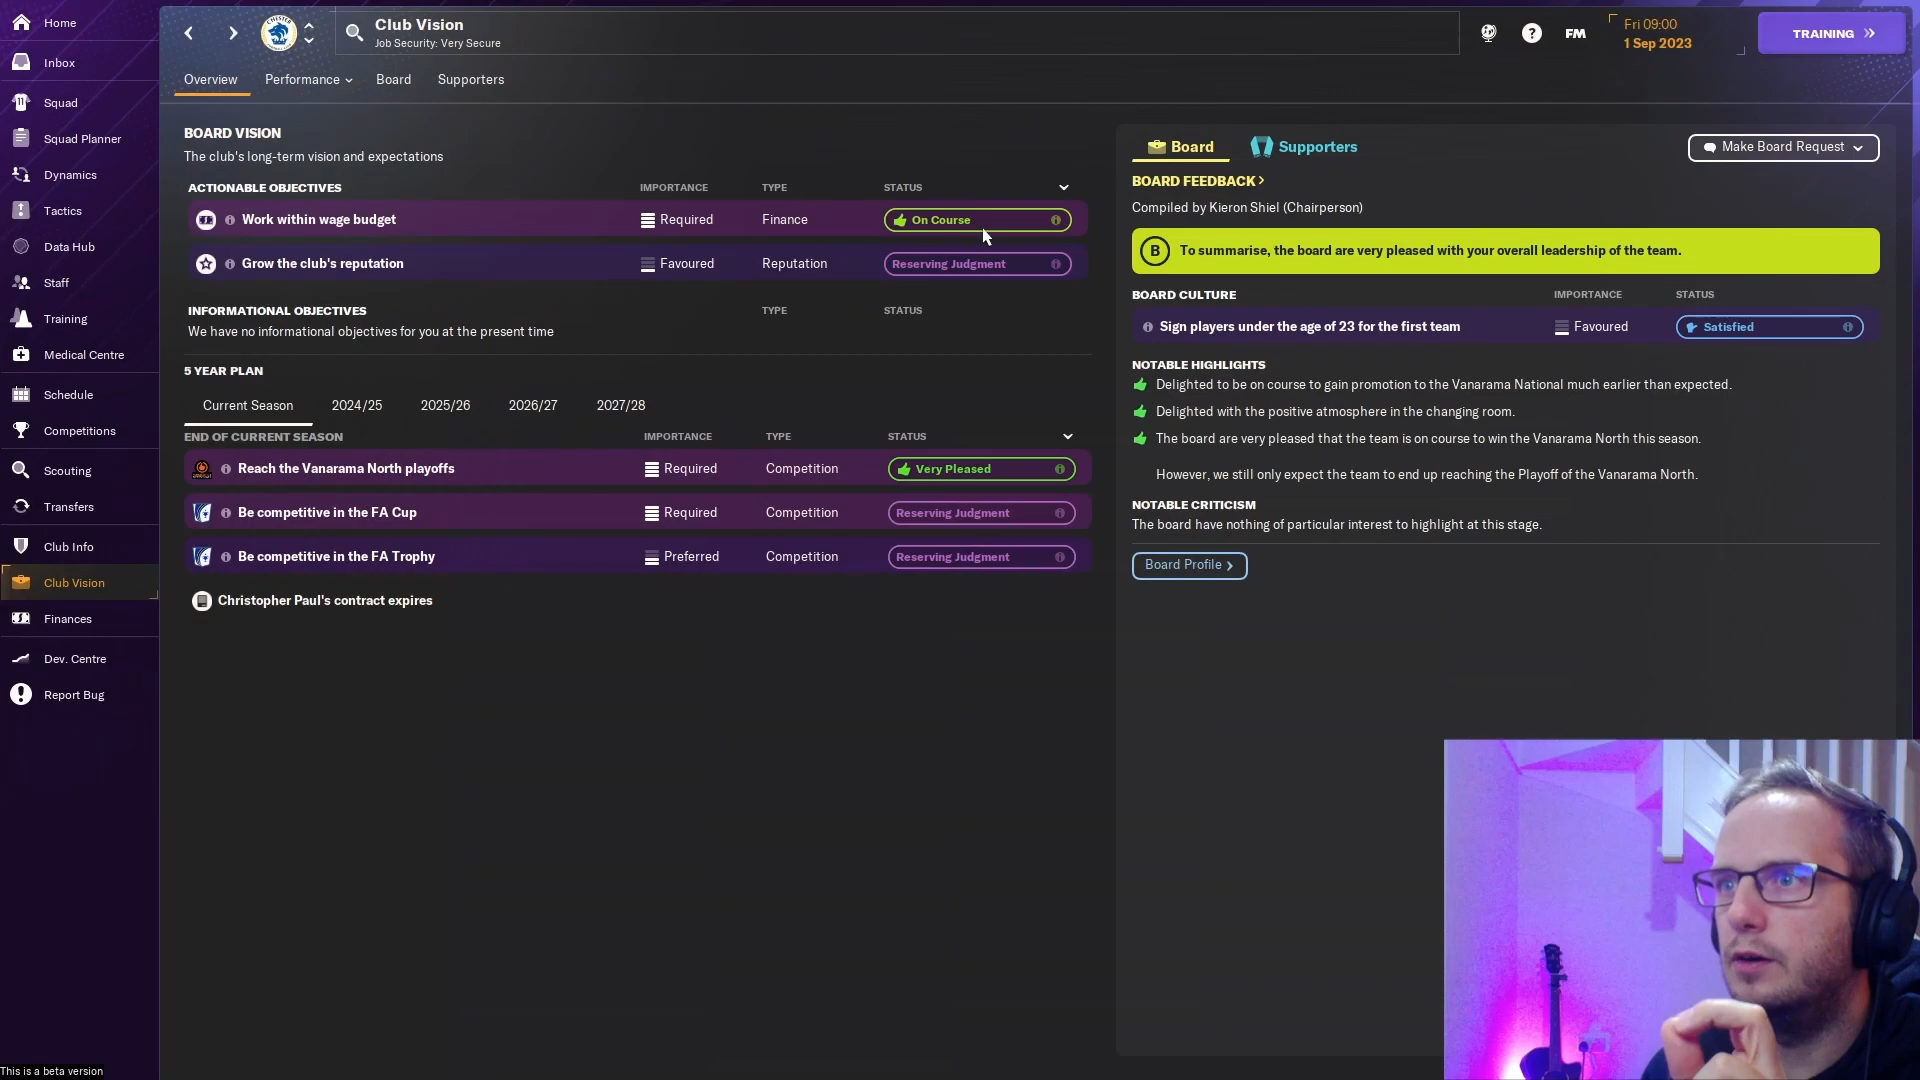 Home
Inbox
Squad
Squad Planner
Dynamics
Tactics
Data Hub
Staff
Training
Medical Centre
Schedule
Competitions
Scouting
Transfers
Club Info
Club Vision
Finances
Dev. Centre
Report Bug
This is a beta version
CHESTER
Club Vision
Job Security: Very Secure
FM
Fri 09:00
1 Sep 2023
TRAINING
Overview Performance Board Supporters
BOARD VISION
The club's long-term vision and expectations
ACTIONABLE OBJECTIVES IMPORTANCE TYPE STATUS
Work within wage budget Required Finance On Course
Grow the club's reputation Favoured Reputation Reserving Judgment
INFORMATIONAL OBJECTIVES TYPE STATUS
We have no informational objectives for you at the present time
5 YEAR PLAN
Current Season 2024/25 2025/26 2026/27 2027/28
END OF CURRENT SEASON IMPORTANCE TYPE STATUS
Reach the Vanarama North playoffs Required Competition Very Pleased
Be competitive in the FA Cup Required Competition Reserving Judgment
Be competitive in the FA Trophy Preferred Competition Reserving Judgment
Christopher Paul's contract expires
Board Supporters Make Board Request
BOARD FEEDBACK
Compiled by Kieron Shiel (Chairperson)
B To summarise, the board are very pleased with your overall leadership of the team.
BOARD CULTURE IMPORTANCE STATUS
Sign players under the age of 23 for the first team Favoured Satisfied
NOTABLE HIGHLIGHTS
Delighted to be on course to gain promotion to the Vanarama National much earlier than expected.
Delighted with the positive atmosphere in the changing room.
The board are very pleased that the team is on course to win the Vanarama North this season.
However, we still only expect the team to end up reaching the Playoff of the Vanarama North.
NOTABLE CRITICISM
The board have nothing of particular interest to highlight at this stage.
Board Profile